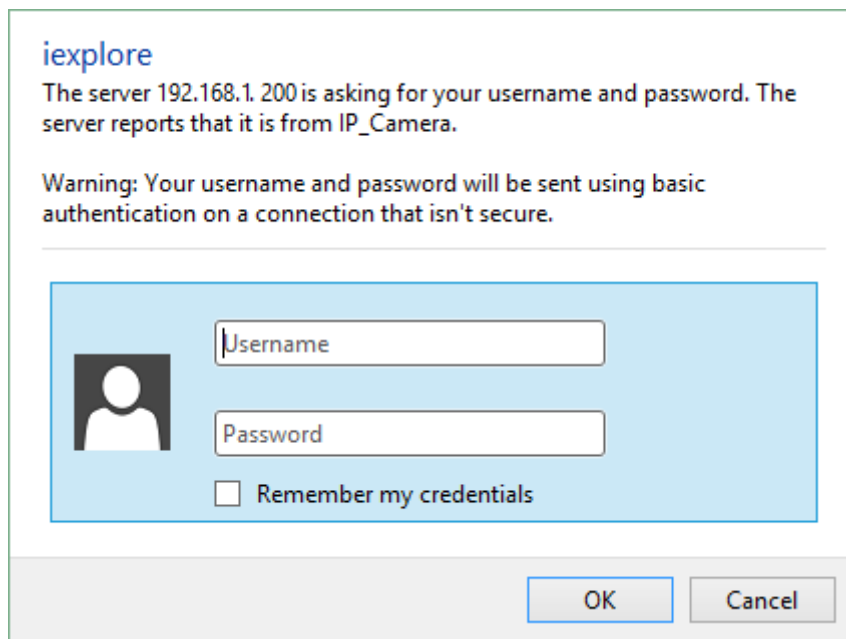 iexplore
The server 192.168.1. 200 is asking for your username and password. The
server reports that it is from IP_Camera.
Warning: Your username and password will be sent using basic
authentication on a connection that isn't secure.
Username
Password
Remember my credentials
OK
Cancel